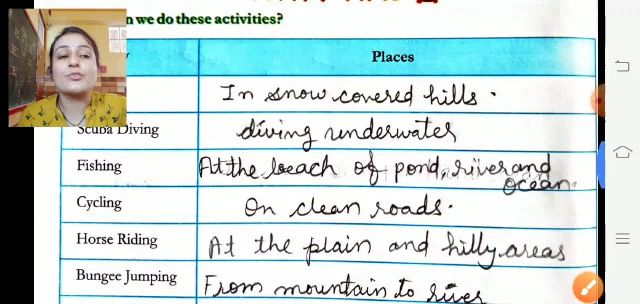 n we do these activities?
Places
In snow covered hills.
Scuba Diving
diving underwater
Fishing
At the beach of pond, river and
ocean.
Cycling
On clean roads.
Horse Riding
At the plain and hilly areas
Bungee Jumping
From mountain to river